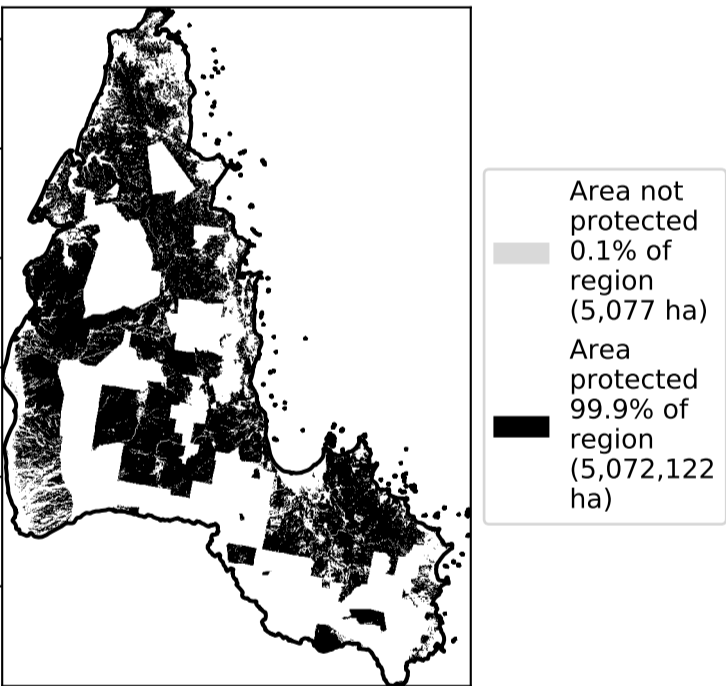 Area not
protected
0.1% of
region
(5,077 ha)
Area
protected
99.9% of
region
(5,072,122
ha)